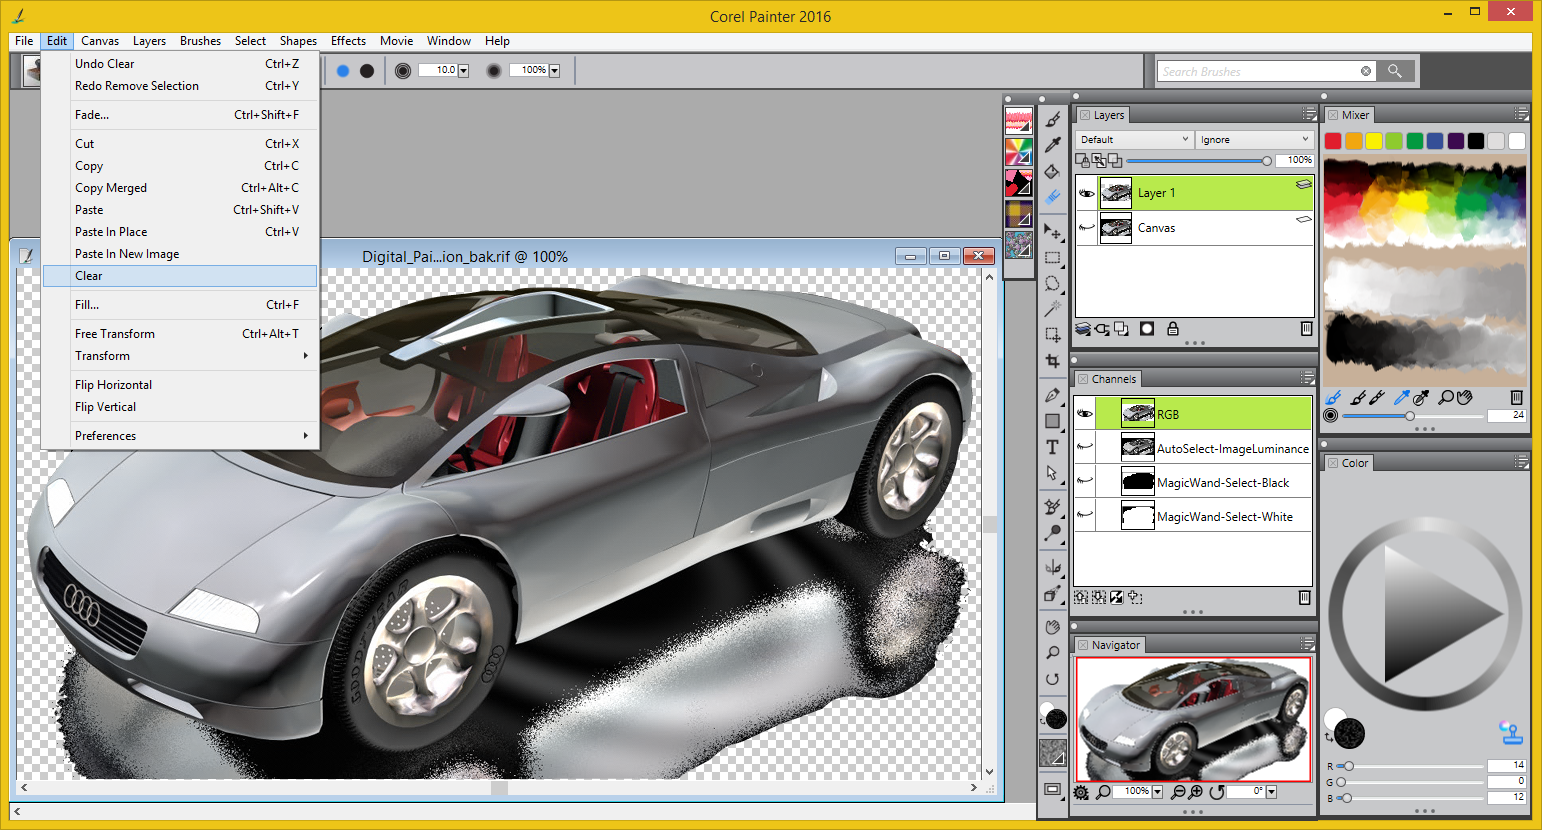 Corel Painter 2016
File Edit Canvas Layers Brushes Select Shapes Effects Movie Window Help
Undo Clear Ctrl+Z
Redo Remove Selection Ctrl+Y
Fade... Ctrl+Shift+F
Cut Ctrl+X
Copy Ctrl+C
Copy Merged Ctrl+Alt+C
Paste Ctrl+Shift+V
Paste In Place Ctrl+V
Paste In New Image
Clear
Fill... Ctrl+F
Free Transform Ctrl+Alt+T
Transform
Flip Horizontal
Flip Vertical
Preferences
10.0 100%
Search Brushes
Digital_Pai...ion_bak.rif @ 100%
Layers
Default Ignore
100%
Layer 1
Canvas
Channels
RGB
AutoSelect-ImageLuminance
MagicWand-Select-Black
MagicWand-Select-White
Navigator
100% 0°
Mixer
24
Color
R 14
G 0
B 12
T